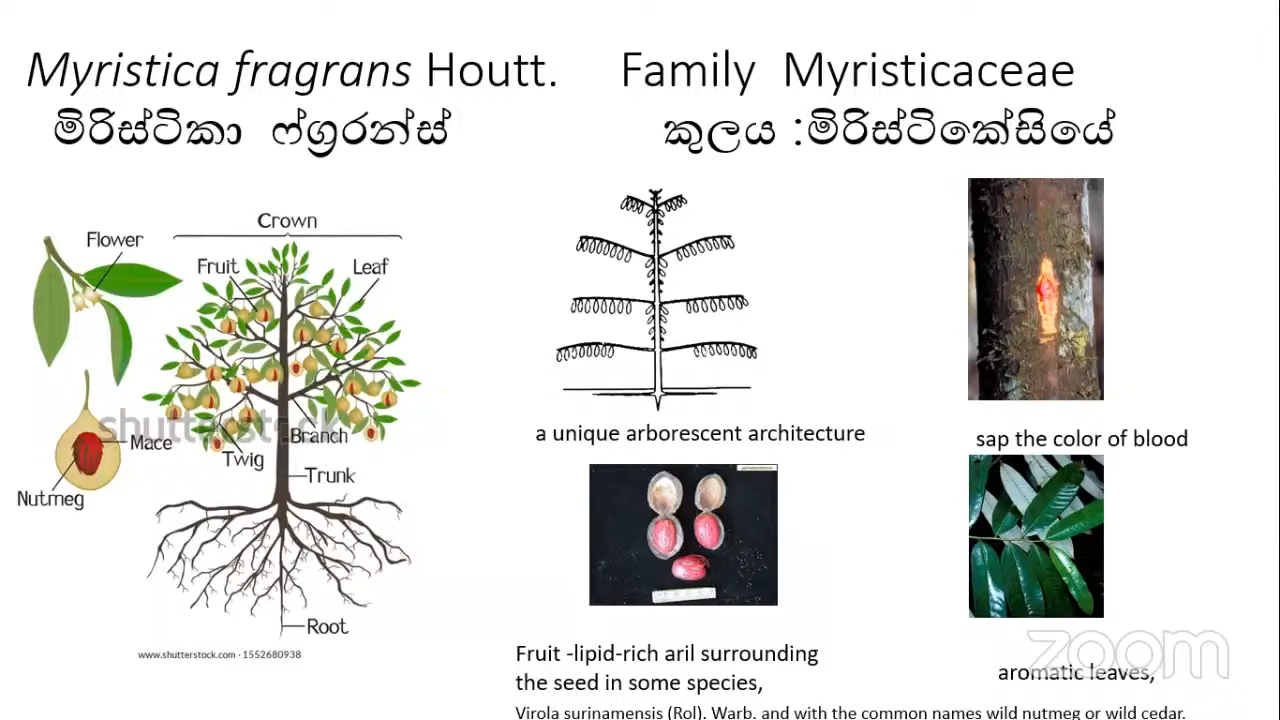 Myristica fragrans Houtt. Family Myristicaceae
මිරිස්ටිකා ෆ්ග්‍රරන්ස් කුලය :මිරිස්ටිකේසියේ
Crown
Flower
Fruit
Leaf
shutterstock
Mace
Branch
Twig
Nutmeg
Trunk
Root
www.shutterstock.com · 1552680938
a unique arborescent architecture
sap the color of blood
Fruit -lipid-rich aril surrounding
the seed in some species,
aromatic leaves,
zoom
Virola surinamensis (Rol). Warb. and with the common names wild nutmeg or wild cedar.